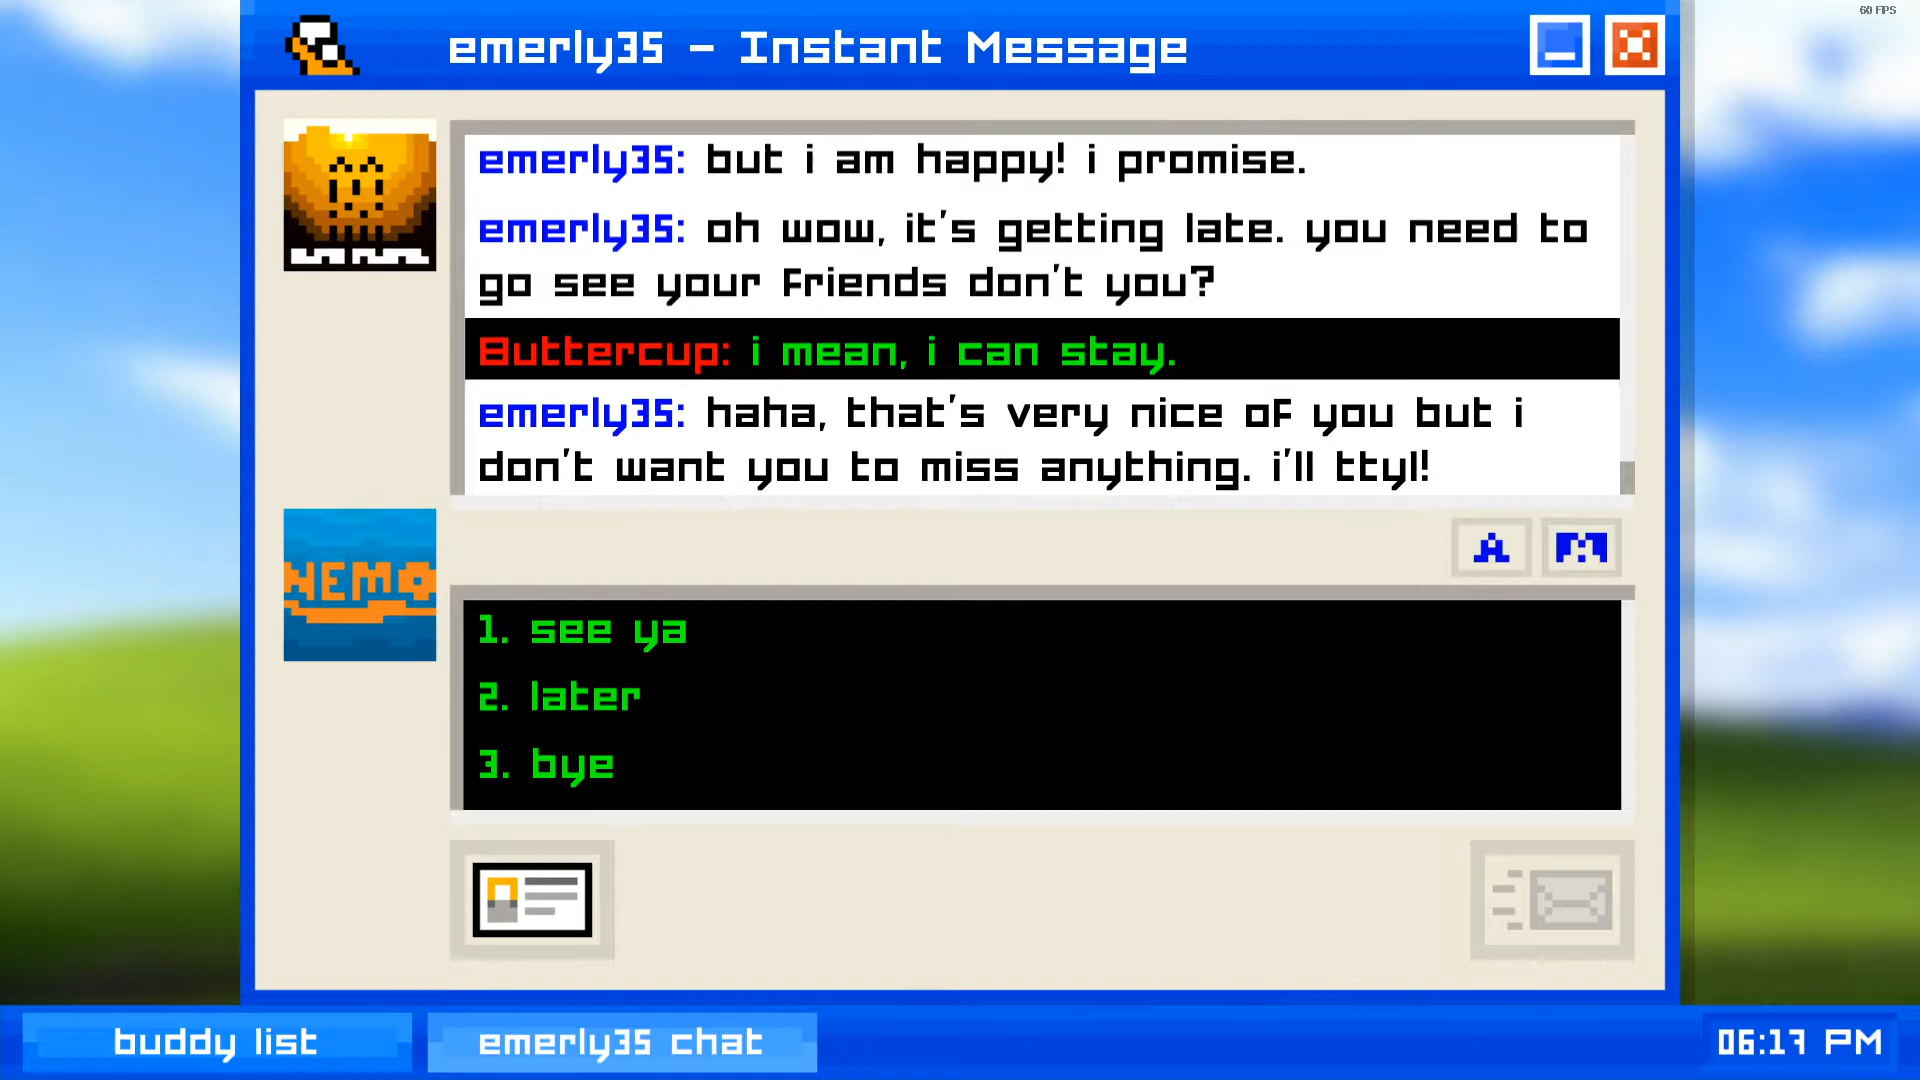 60 FPS
emerly35 – Instant Message
emerly35: but i am happy! i promise.
emerly35: oh wow, it's getting late. you need to
go see your friends don't you?
Buttercup: i mean, i can stay.
emerly35: haha, that's very nice of you but i
don't want you to miss anything. i'll ttyl!
A
NEMO
1. see ya
2. later
3. bye
buddy list
emerly35 chat
06:17 PM